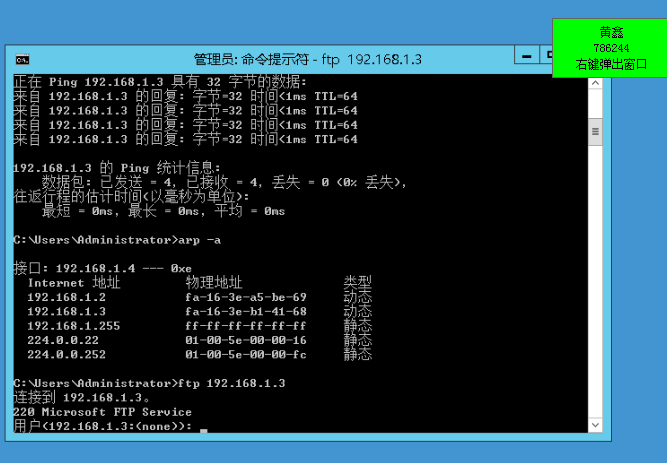 黄鑫
786244
右键弹出窗口
管理员: 命令提示符 - ftp  192.168.1.3
正在 Ping 192.168.1.3 具有 32 字节的数据:
来自 192.168.1.3 的回复: 字节=32 时间<1ms TTL=64
来自 192.168.1.3 的回复: 字节=32 时间<1ms TTL=64
来自 192.168.1.3 的回复: 字节=32 时间<1ms TTL=64
来自 192.168.1.3 的回复: 字节=32 时间<1ms TTL=64
192.168.1.3 的 Ping 统计信息:
数据包: 已发送 = 4, 已接收 = 4, 丢失 = 0 (0% 丢失),
往返行程的估计时间(以毫秒为单位):
最短 = 0ms, 最长 = 0ms, 平均 = 0ms
C:\Users\Administrator>arp -a
接口: 192.168.1.4 --- 0xe
Internet 地址 物理地址 类型
192.168.1.2 fa-16-3e-a5-be-69 动态
192.168.1.3 fa-16-3e-b1-41-68 动态
192.168.1.255 ff-ff-ff-ff-ff-ff 静态
224.0.0.22 01-00-5e-00-00-16 静态
224.0.0.252 01-00-5e-00-00-fc 静态
C:\Users\Administrator>ftp 192.168.1.3
连接到 192.168.1.3。
220 Microsoft FTP Service
用户(192.168.1.3:(none)): _